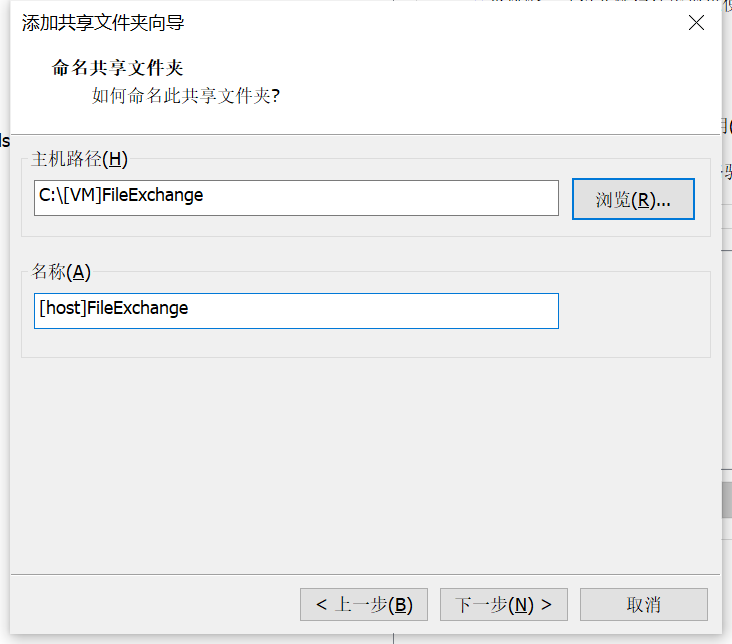 添加共享文件夹向导
命名共享文件夹
如何命名此共享文件夹?
主机路径(H)
C:\[VM]FileExchange
浏览(R)...
名称(A)
[host]FileExchange
< 上一步(B)
下一步(N) >
取消